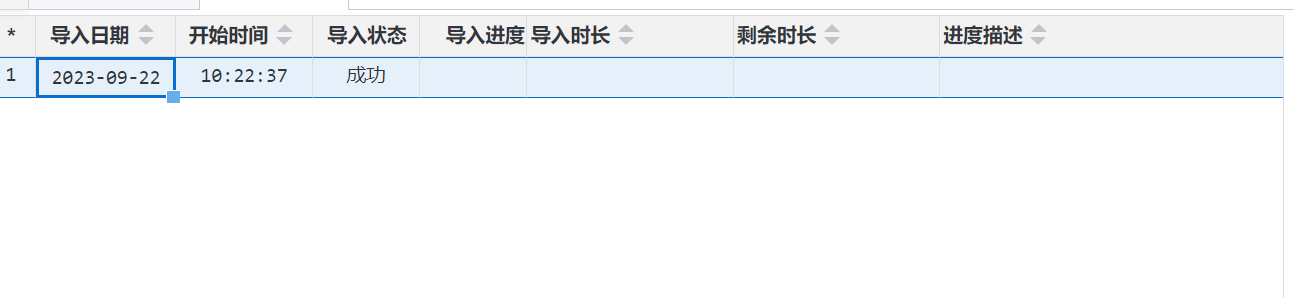 * 导入日期 开始时间 导入状态 导入进度 导入时长 剩余时长 进度描述
1 2023-09-22 10:22:37 成功